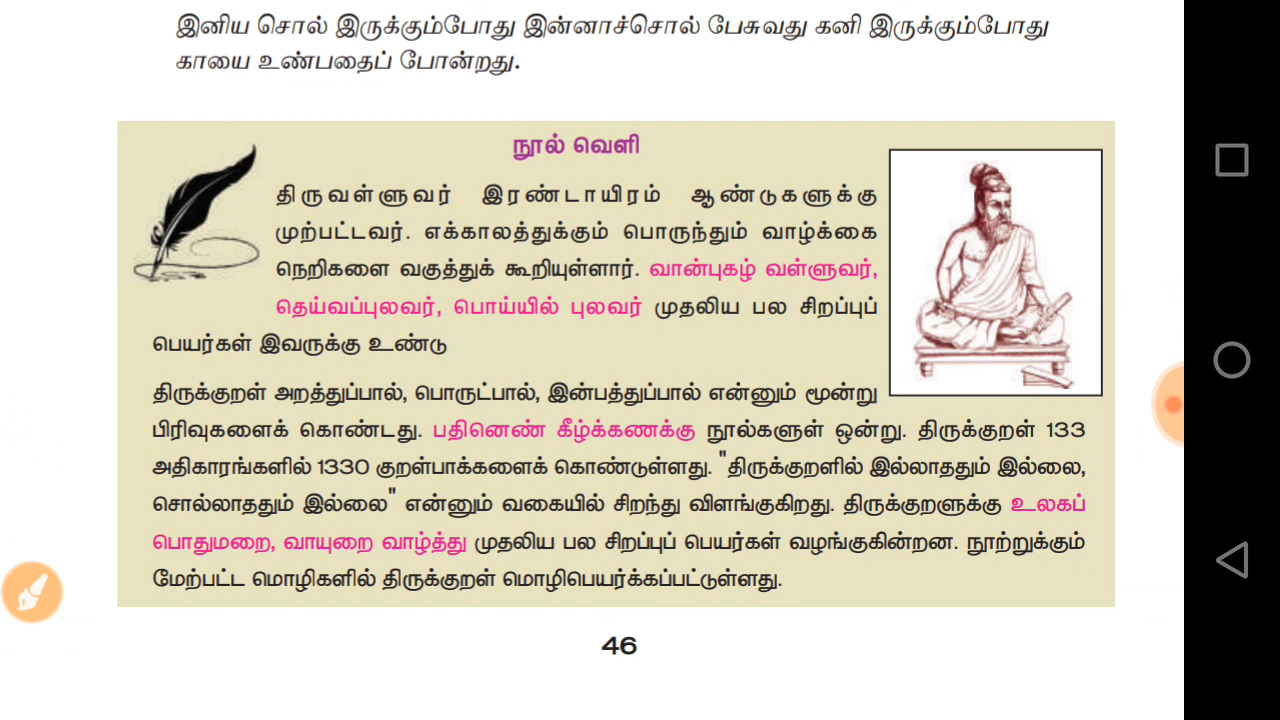 இனிய சொல் இருக்கும்போது இன்னாச்சொல் பேசுவது கனி இருக்கும்போது
காயை உண்பதைப் போன்றது.
நூல் வெளி
திருவள்ளுவர் இரண்டாயிரம் ஆண்டுகளுக்கு
முற்பட்டவர். எக்காலத்துக்கும் பொருந்தும் வாழ்க்கை
நெறிகளை வகுத்துக் கூறியுள்ளார். வான்புகழ் வள்ளுவர்,
தெய்வப்புலவர், பொய்யில் புலவர் முதலிய பல சிறப்புப்
பெயர்கள் இவருக்கு உண்டு
திருக்குறள் அறத்துப்பால், பொருட்பால், இன்பத்துப்பால் என்னும் மூன்று
பிரிவுகளைக் கொண்டது. பதினெண் கீழ்க்கணக்கு நூல்களுள் ஒன்று. திருக்குறள் 133
அதிகாரங்களில் 1330 குறள்பாக்களைக் கொண்டுள்ளது. "திருக்குறளில் இல்லாததும் இல்லை,
சொல்லாததும் இல்லை" என்னும் வகையில் சிறந்து விளங்குகிறது. திருக்குறளுக்கு உலகப்
பொதுமறை, வாயுறை வாழ்த்து முதலிய பல சிறப்புப் பெயர்கள் வழங்குகின்றன. நூற்றுக்கும்
மேற்பட்ட மொழிகளில் திருக்குறள் மொழிபெயர்க்கப்பட்டுள்ளது.
46